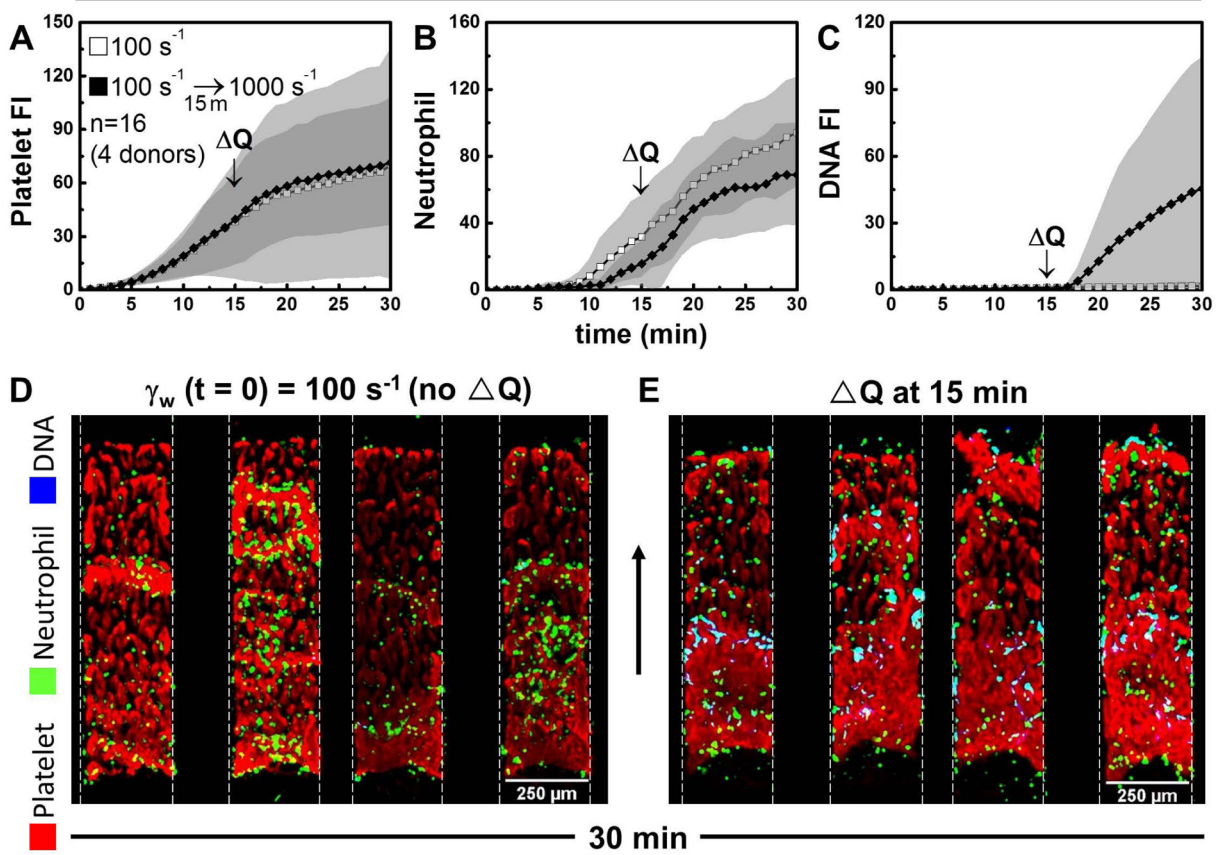 A
150
120
90
60
30
0
Platelet FI
100 s⁻¹
100 s⁻¹ → 1000 s⁻¹
15 m
n=16
(4 donors)
ΔQ
0 5 10 15 20 25 30
B
160
120
80
40
0
Neutrophil
ΔQ
0 5 10 15 20 25 30
time (min)
C
120
90
60
30
0
DNA FI
ΔQ
0 5 10 15 20 25 30
D
γw (t = 0) = 100 s⁻¹ (no △Q)
E
△Q at 15 min
DNA
Neutrophil
Platelet
250 µm
250 µm
30 min